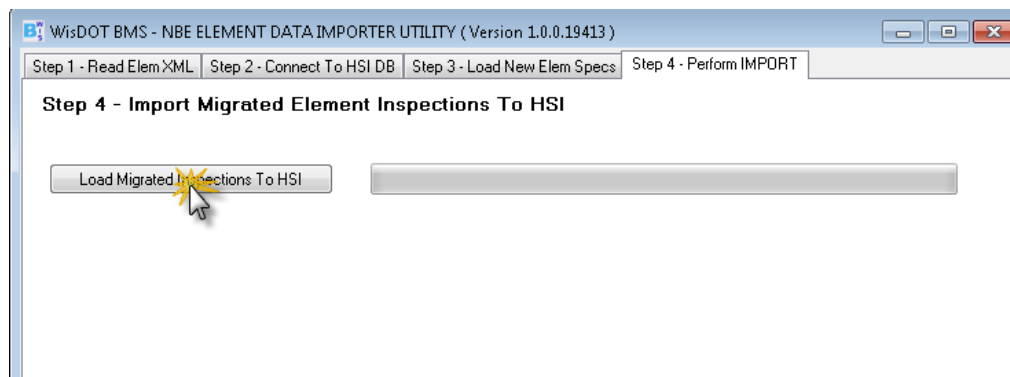 WisDOT BMS - NBE ELEMENT DATA IMPORTER UTILITY ( Version 1.0.0.19413 )
Step 1 - Read Elem XML Step 2 - Connect To HSI DB Step 3 - Load New Elem Specs Step 4 - Perform IMPORT
Step 4 - Import Migrated Element Inspections To HSI
Load Migrated Inspections To HSI